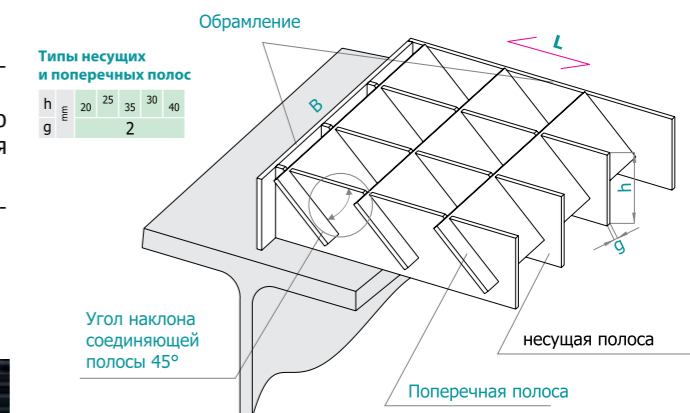 Обрамление
Типы несущих
и поперечных полос
h mm 20 25 35 30 40
g 2
L
B
h
g
Угол наклона
соединяющей
полосы 45°
несущая полоса
Поперечная полоса